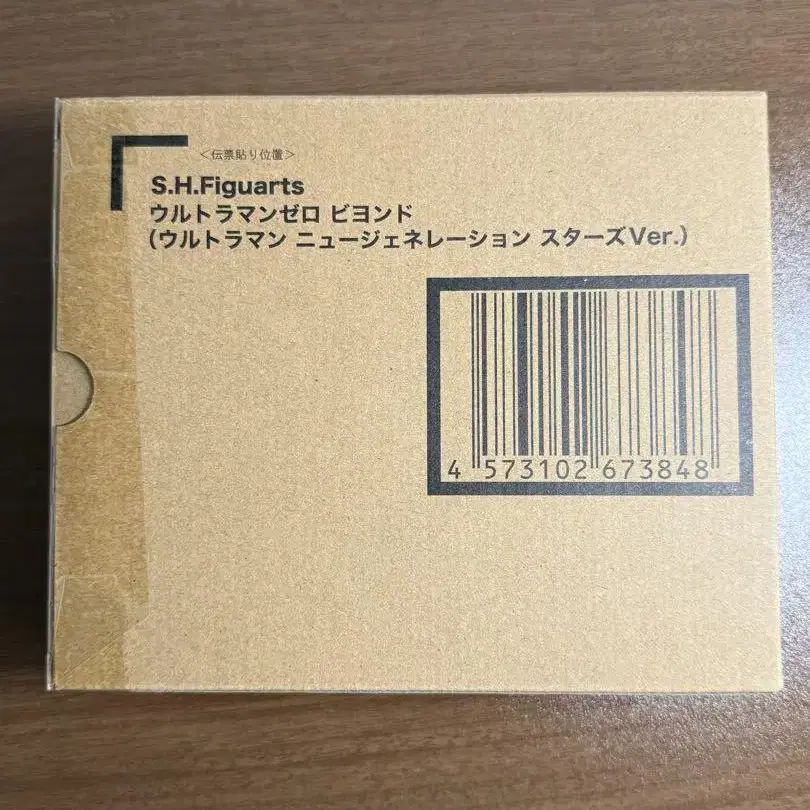 ＜伝票貼り位置＞
S.H.Figuarts
ウルトラマンゼロ ビヨンド
（ウルトラマン ニュージェネレーション スターズVer.）
4 573102 673848